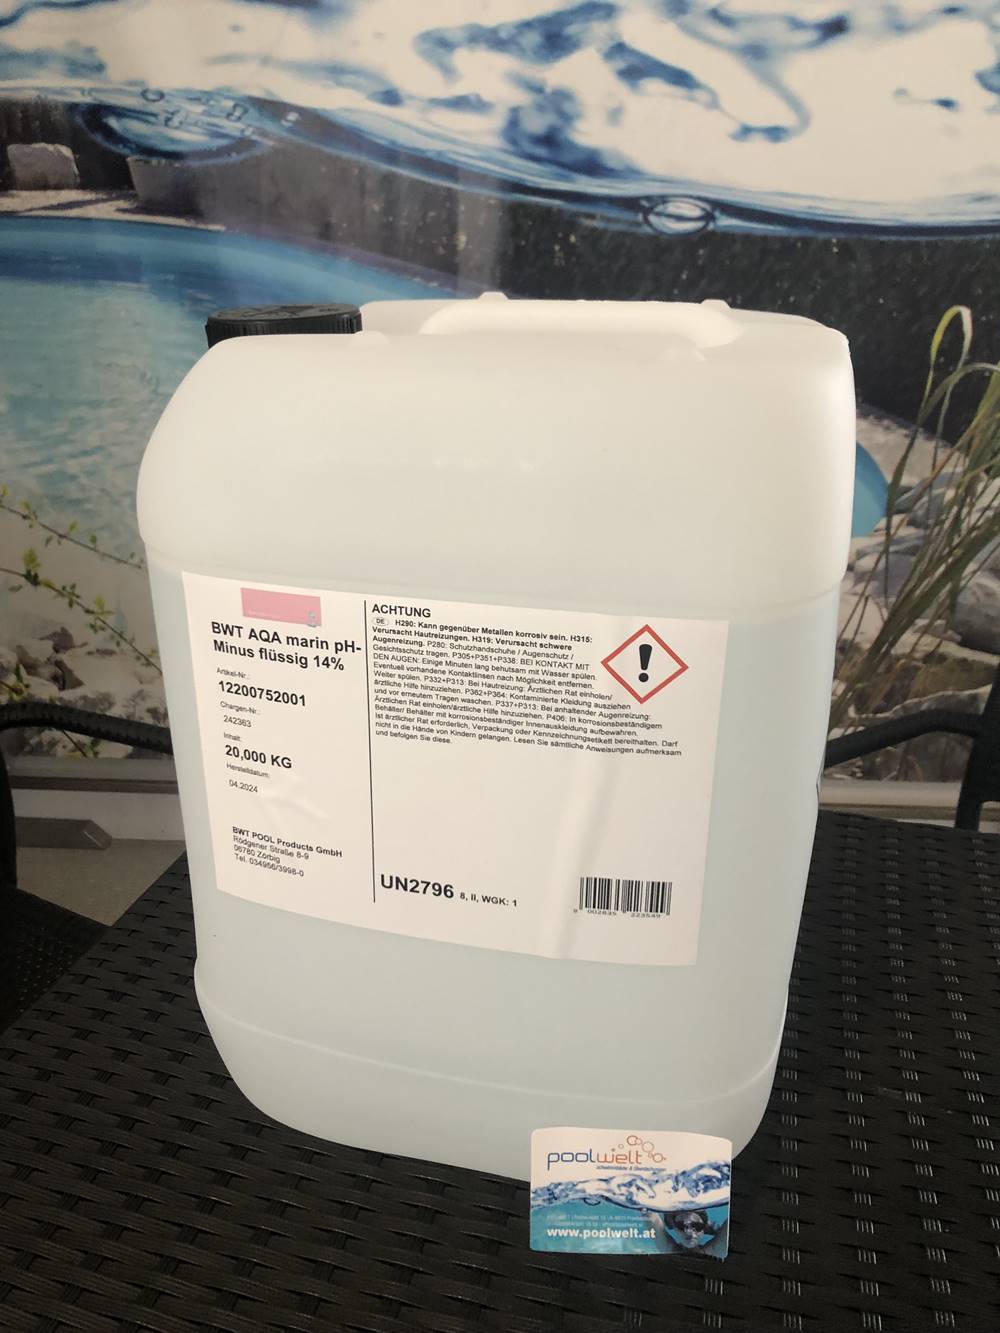 BWT AQA marin pH-
Minus flüssig 14%
Artikel-Nr.:
12200752001
Chargen-Nr.:
242363
Inhalt:
20,000 KG
Herstelldatum:
04.2024
BWT POOL Products GmbH
Rödgener Straße 8-9
06780 Zörbig
Tel. 034956/3998-0
ACHTUNG
DE H290: Kann gegenüber Metallen korrosiv sein. H315:
Verursacht Hautreizungen. H319: Verursacht schwere
Augenreizung. P280: Schutzhandschuhe / Augenschutz /
Gesichtsschutz tragen. P305+P351+P338: BEI KONTAKT MIT
DEN AUGEN: Einige Minuten lang behutsam mit Wasser spülen.
Eventuell vorhandene Kontaktlinsen nach Möglichkeit entfernen.
Weiter spülen. P332+P313: Bei Hautreizung: Ärztlichen Rat einholen/
ärztliche Hilfe hinzuziehen. P362+P364: Kontaminierte Kleidung ausziehen
und vor erneutem Tragen waschen. P337+P313: Bei anhaltender Augenreizung:
Ärztlichen Rat einholen/ärztliche Hilfe hinzuziehen. P406: In korrosionsbeständigem
Behälter/ Behälter mit korrosionsbeständiger Innenauskleidung aufbewahren.
Ist ärztlicher Rat erforderlich, Verpackung oder Kennzeichnungsetikett bereithalten. Darf
nicht in die Hände von Kindern gelangen. Lesen Sie sämtliche Anweisungen aufmerksam
und befolgen Sie diese.
UN2796 8, II, WGK: 1
9 002835 223549
poolwelt
schwimmbäder & Überdachungen
www.poolwelt.at